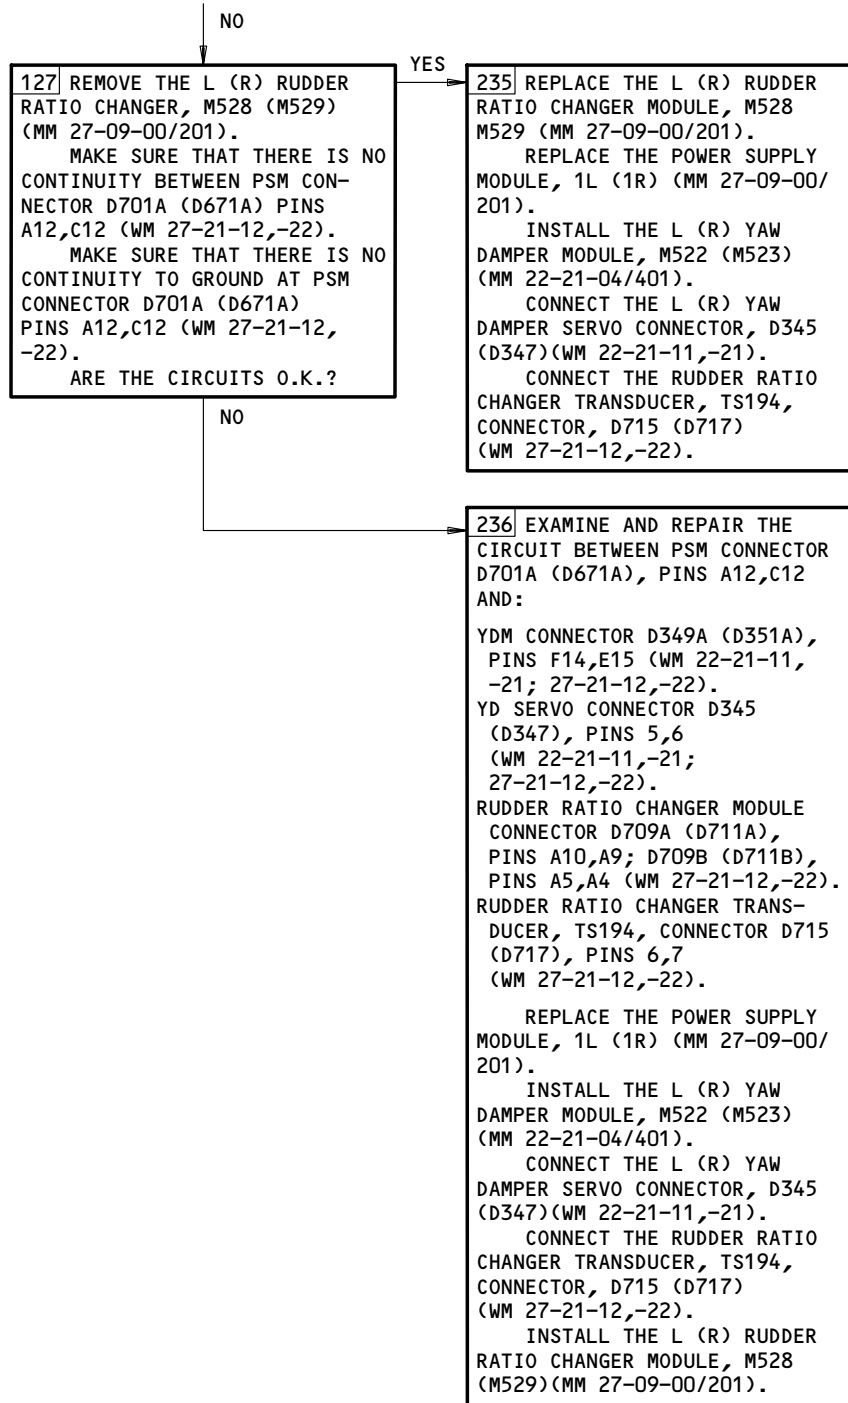 NO
127 REMOVE THE L (R) RUDDER
RATIO CHANGER, M528 (M529)
(MM 27-09-00/201).
MAKE SURE THAT THERE IS NO
CONTINUITY BETWEEN PSM CON-
NECTOR D701A (D671A) PINS
A12,C12 (WM 27-21-12,-22).
MAKE SURE THAT THERE IS NO
CONTINUITY TO GROUND AT PSM
CONNECTOR D701A (D671A)
PINS A12,C12 (WM 27-21-12,
-22).
ARE THE CIRCUITS O.K.?
YES
235 REPLACE THE L (R) RUDDER
RATIO CHANGER MODULE, M528
M529 (MM 27-09-00/201).
REPLACE THE POWER SUPPLY
MODULE, 1L (1R) (MM 27-09-00/
201).
INSTALL THE L (R) YAW
DAMPER MODULE, M522 (M523)
(MM 22-21-04/401).
CONNECT THE L (R) YAW
DAMPER SERVO CONNECTOR, D345
(D347)(WM 22-21-11,-21).
CONNECT THE RUDDER RATIO
CHANGER TRANSDUCER, TS194,
CONNECTOR, D715 (D717)
(WM 27-21-12,-22).
NO
236 EXAMINE AND REPAIR THE
CIRCUIT BETWEEN PSM CONNECTOR
D701A (D671A), PINS A12,C12
AND:
YDM CONNECTOR D349A (D351A),
PINS F14,E15 (WM 22-21-11,
-21; 27-21-12,-22).
YD SERVO CONNECTOR D345
(D347), PINS 5,6
(WM 22-21-11,-21;
27-21-12,-22).
RUDDER RATIO CHANGER MODULE
CONNECTOR D709A (D711A),
PINS A10,A9; D709B (D711B),
PINS A5,A4 (WM 27-21-12,-22).
RUDDER RATIO CHANGER TRANS-
DUCER, TS194, CONNECTOR D715
(D717), PINS 6,7
(WM 27-21-12,-22).
REPLACE THE POWER SUPPLY
MODULE, 1L (1R) (MM 27-09-00/
201).
INSTALL THE L (R) YAW
DAMPER MODULE, M522 (M523)
(MM 22-21-04/401).
CONNECT THE L (R) YAW
DAMPER SERVO CONNECTOR, D345
(D347)(WM 22-21-11,-21).
CONNECT THE RUDDER RATIO
CHANGER TRANSDUCER, TS194,
CONNECTOR, D715 (D717)
(WM 27-21-12,-22).
INSTALL THE L (R) RUDDER
RATIO CHANGER MODULE, M528
(M529)(MM 27-09-00/201).